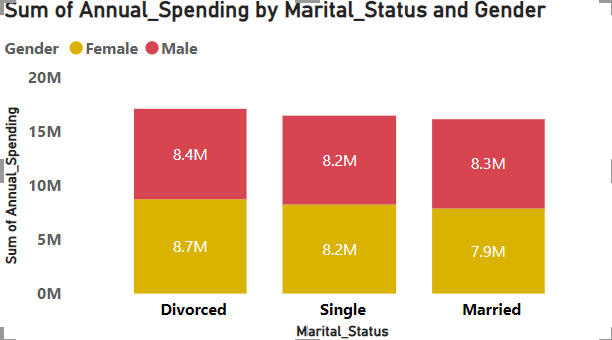 Sum of Annual_Spending by Marital_Status and Gender
Gender Female Male
20M
15M
10M
5M
0M
Sum of Annual_Spending
8.4M
8.2M
8.3M
8.7M
8.2M
7.9M
Divorced Single Married
Marital_Status